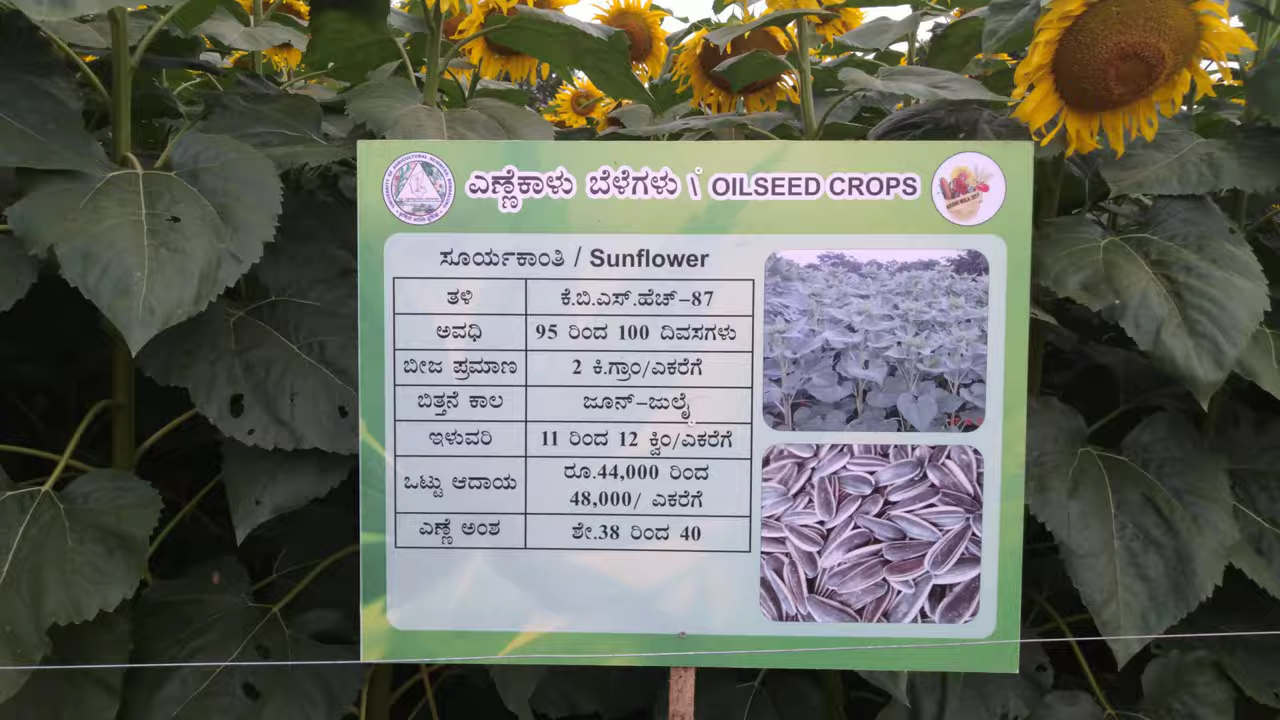 ಎಣ್ಣೆಕಾಳು ಬೆಳೆಗಳು \ OILSEED CROPS
ಸೂರ್ಯಕಾಂತಿ / Sunflower
ತಳಿ ಕೆ.ಬಿ.ಎಸ್.ಹೆಚ್-87
ಅವಧಿ 95 ರಿಂದ 100 ದಿವಸಗಳು
ಬೀಜ ಪ್ರಮಾಣ 2 ಕಿ.ಗ್ರಾಂ/ಎಕರೆಗೆ
ಬಿತ್ತನೆ ಕಾಲ ಜೂನ್-ಜುಲೈ
ಇಳುವರಿ 11 ರಿಂದ 12 ಕ್ವಿಂ/ಎಕರೆಗೆ
ಒಟ್ಟು ಆದಾಯ ರೂ.44,000 ರಿಂದ
48,000/ ಎಕರೆಗೆ
ಎಣ್ಣೆ ಅಂಶ ಶೇ.38 ರಿಂದ 40